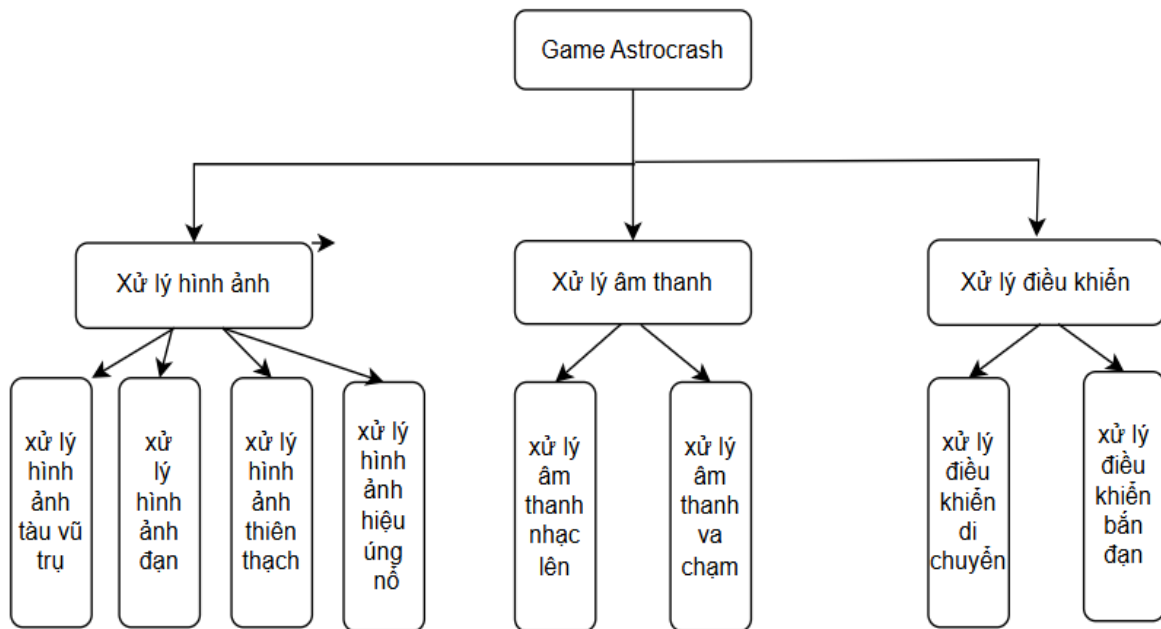 Game Astrocrash
Xử lý hình ảnh
Xử lý âm thanh
Xử lý điều khiển
xử lý
hình
ảnh
tàu vũ
trụ
xử
lý
hình
ảnh
đạn
xử lý
hình
ảnh
thiên
thạch
xử lý
hình
ảnh
hiệu
úng
nổ
xử lý
âm
thanh
nhạc
lên
xử lý
âm
thanh
va
chạm
xử lý
điều
khiển
di
chuyển
xử lý
điều
khiển
bắn
đạn